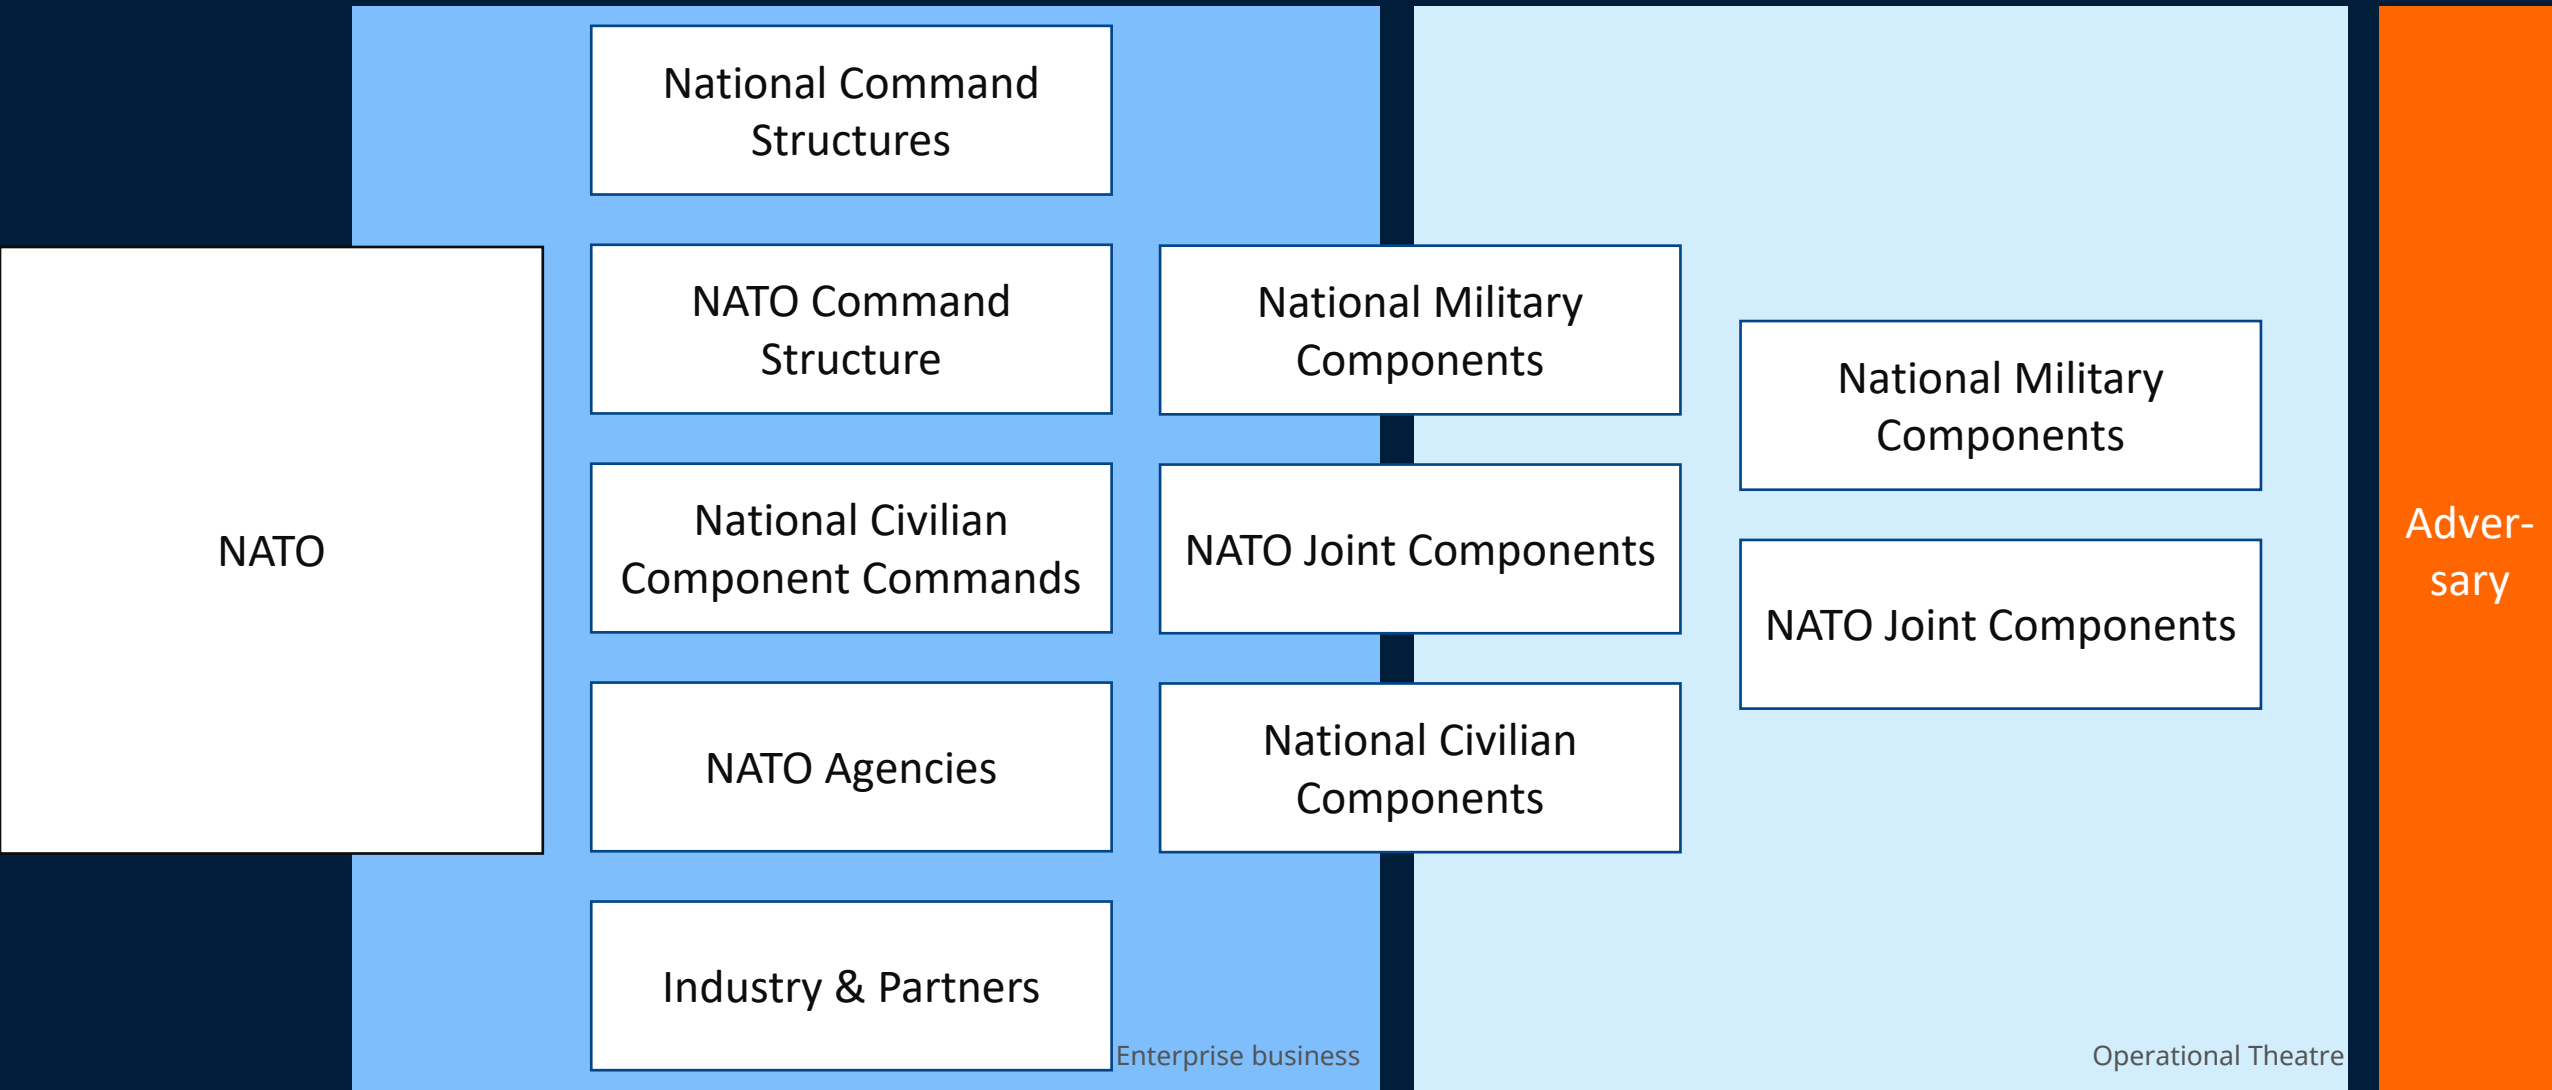 NATO
National Command
Structures
NATO Command
Structure
National Civilian
Component Commands
NATO Agencies
Industry & Partners
National Military
Components
NATO Joint Components
National Civilian
Components
National Military
Components
NATO Joint Components
Adver-
sary
Enterprise business
Operational Theatre